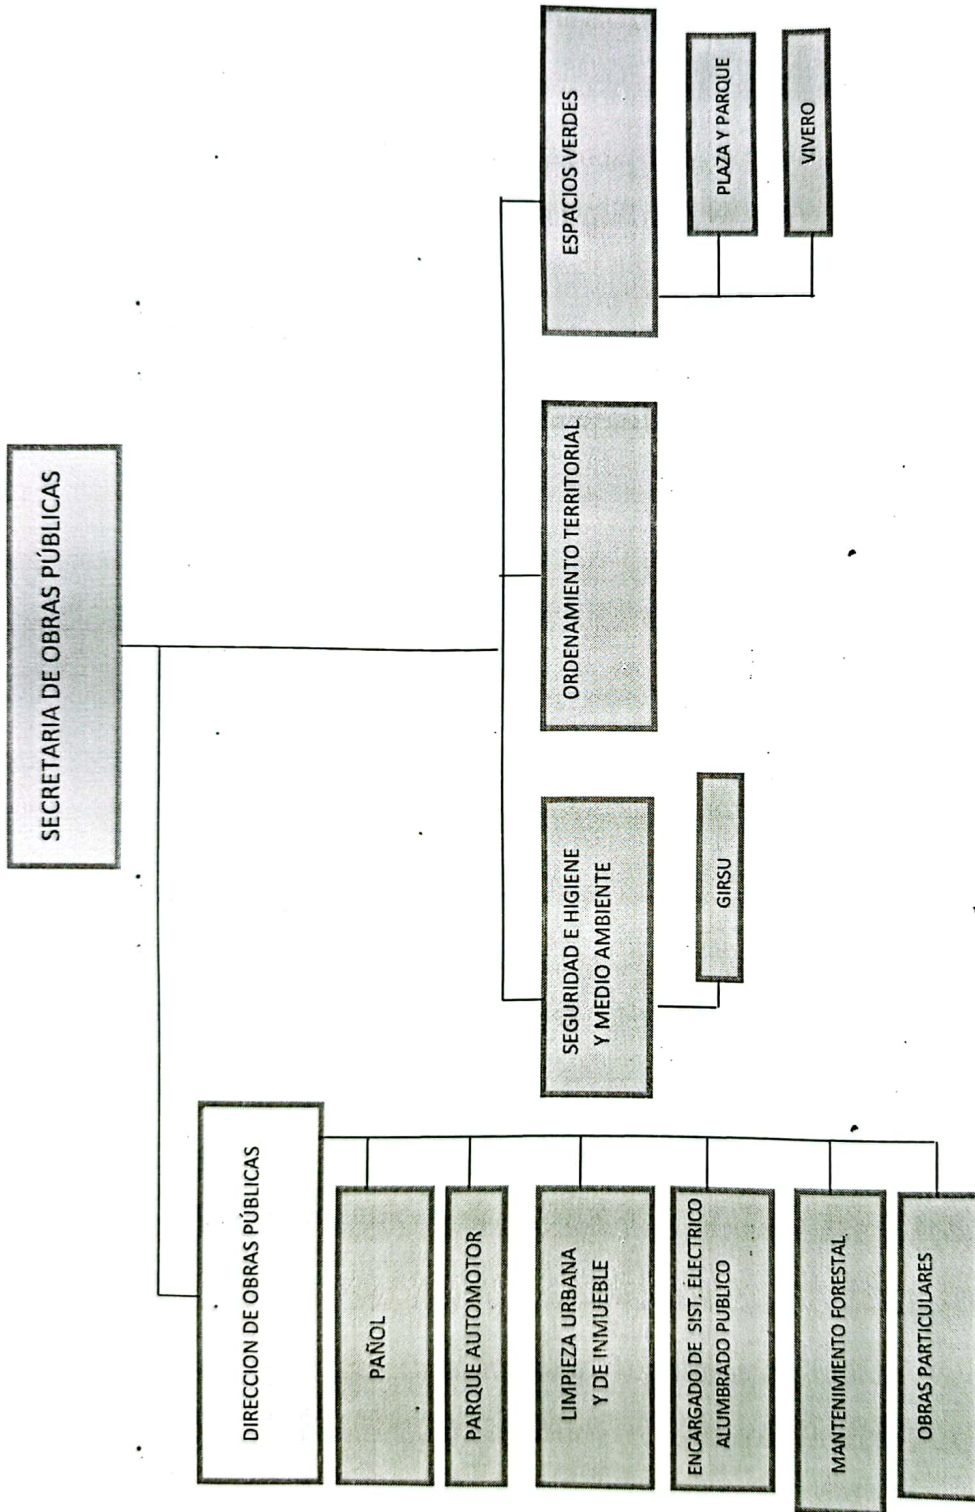 SECRETARIA DE OBRAS PÚBLICAS
DIRECCION DE OBRAS PÚBLICAS
PAÑOL
PARQUE AUTOMOTOR
LIMPIEZA URBANA
Y DE INMUEBLE
ENCARGADO DE SIST. ELECTRICO
ALUMBRADO PUBLICO
MANTENIMIENTO FORESTAL
OBRAS PARTICULARES
SEGURIDAD E HIGIENE
Y MEDIO AMBIENTE
GIRSU
ORDENAMIENTO TERRITORIAL
ESPACIOS VERDES
PLAZA Y PARQUE
VIVERO